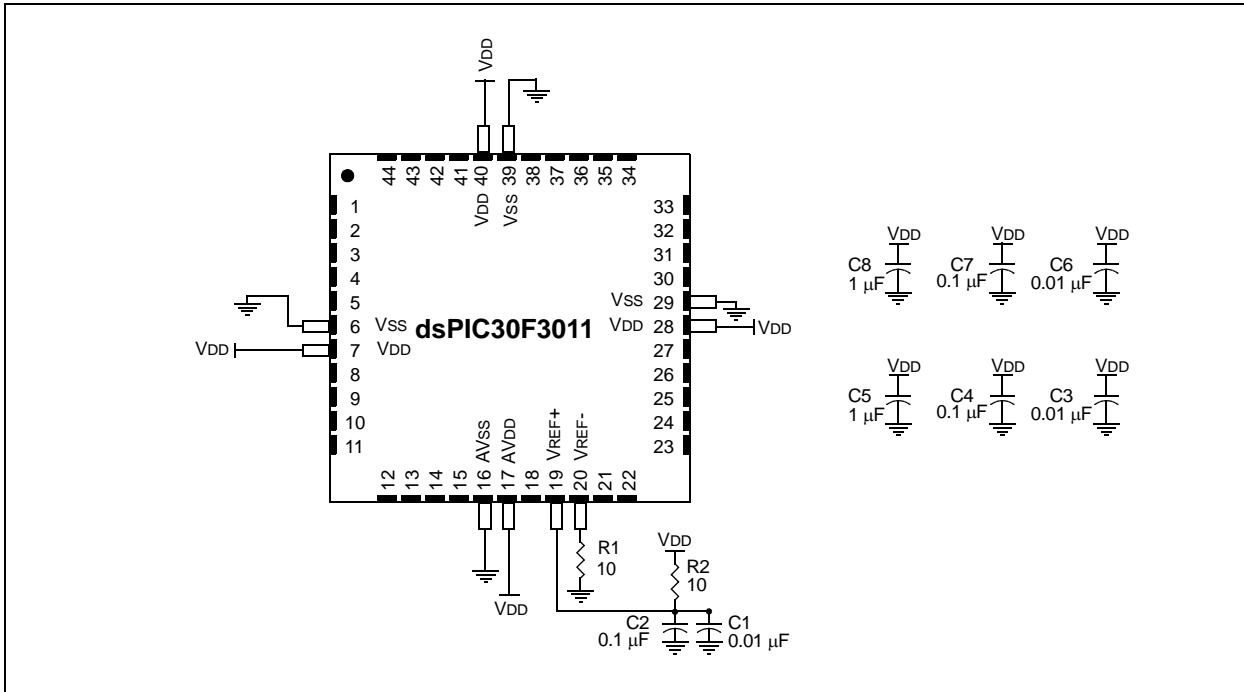 VDD
44 43 42 41 40 39 38 37 36 35 34
VDD VSS
1
2
3
4
5
6 VSS
7 VDD
8
9
10
11
dsPIC30F3011
33
32
31
30
VSS 29
VDD 28
27
26
25
24
23
VDD
VDD
AVSS AVDD VREF+ VREF-
12 13 14 15 16 17 18 19 20 21 22
R1
10
VDD
VDD
R2
10
C2
0.1 µF
C1
0.01 µF
VDD
C8
1 µF
VDD
C7
0.1 µF
VDD
C6
0.01 µF
VDD
C5
1 µF
VDD
C4
0.1 µF
VDD
C3
0.01 µF